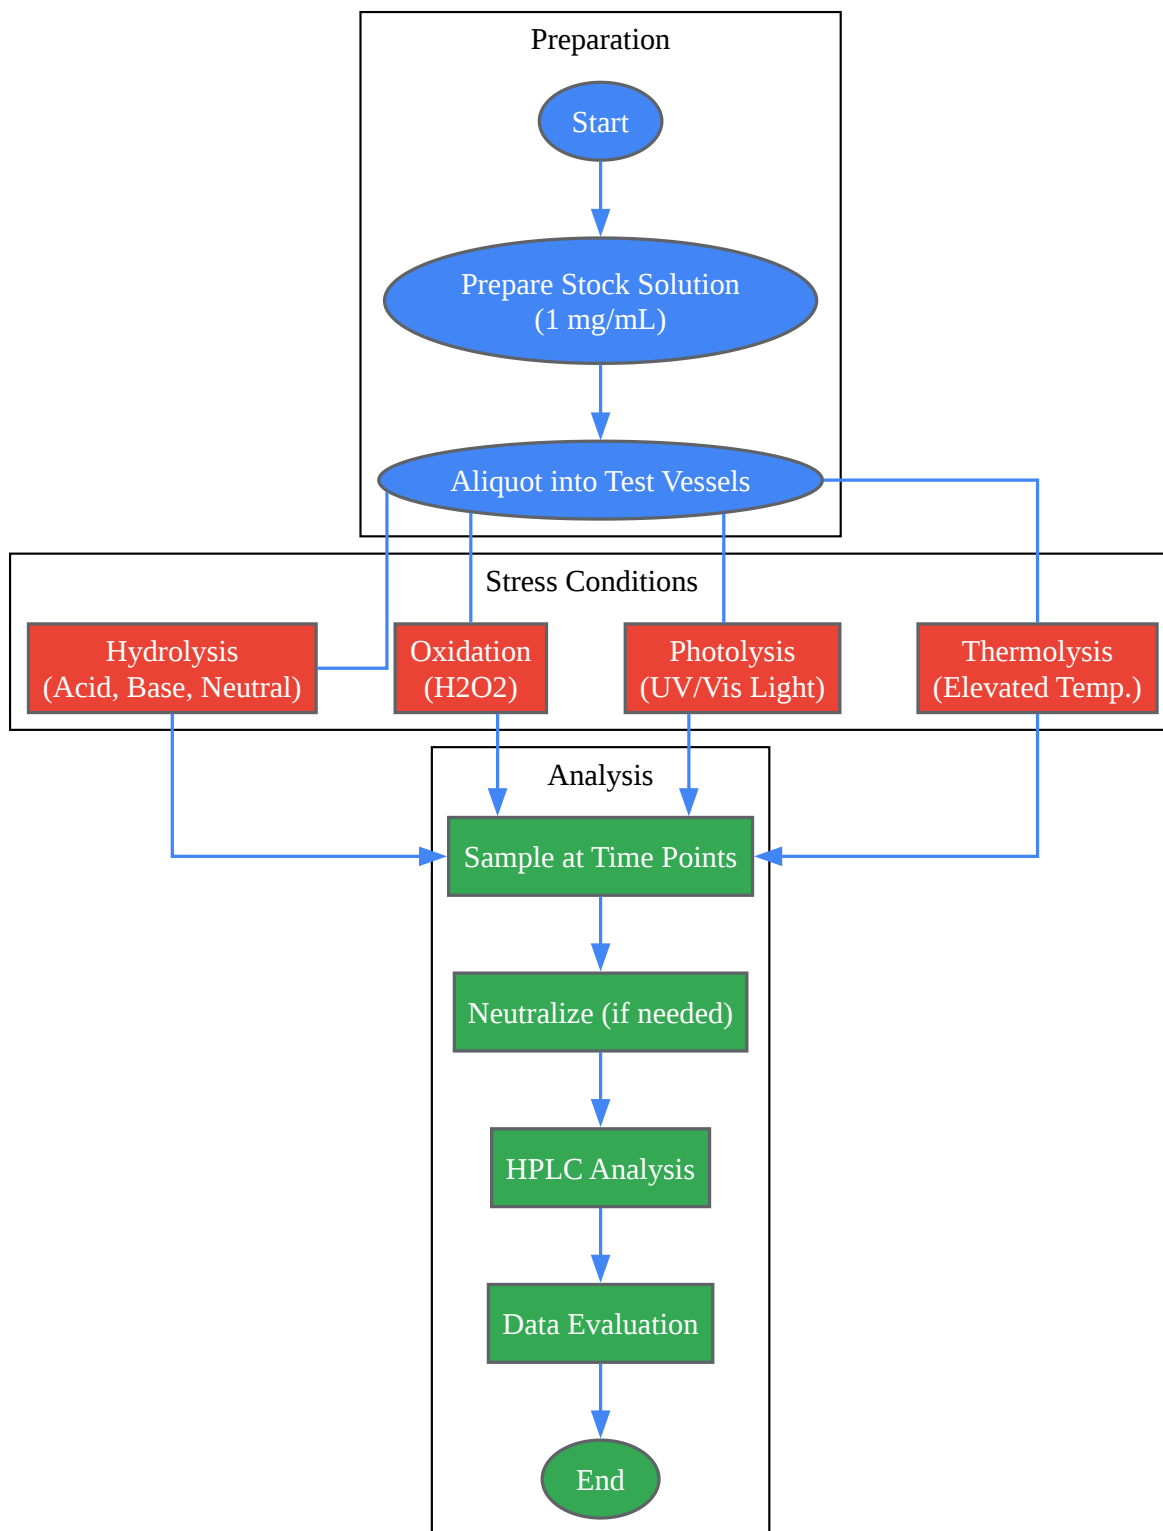 Preparation
Start
Prepare Stock Solution
(1 mg/mL)
Aliquot into Test Vessels
Stress Conditions
Hydrolysis
(Acid, Base, Neutral)
Oxidation
(H2O2)
Photolysis
(UV/Vis Light)
Thermolysis
(Elevated Temp.)
Analysis
Sample at Time Points
Neutralize (if needed)
HPLC Analysis
Data Evaluation
End